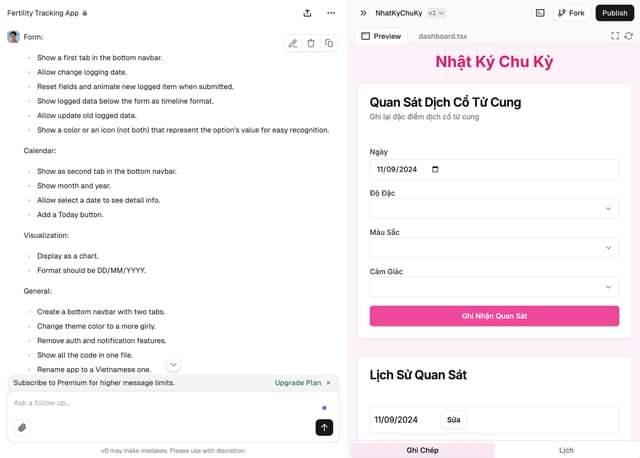 Fertility Tracking App
Form:
Show a first tab in the bottom navbar.
Allow change logging date.
Reset fields and animate new logged item when submitted.
Show logged data below the form as timeline format.
Allow update old logged data.
Show a color or an icon (not both) that represent the option's value for easy recognition.
Calendar:
Show as second tab in the bottom navbar.
Show month and year.
Allow select a date to see detail info.
Add a Today button.
Visualization:
Display as a chart.
Format should be DD/MM/YYYY.
General:
Create a bottom navbar with two tabs.
Change theme color to a more girly.
Remove auth and notification features.
Show all the code in one file.
Rename app to a Vietnamese one.
Subscribe to Premium for higher message limits.
Upgrade Plan ×
Ask a follow up...
v0 may make mistakes. Please use with discretion.
NhatKyChuKy
v1
Fork
Publish
Preview
dashboard.tsx
Nhật Ký Chu Kỳ
Quan Sát Dịch Cổ Tử Cung
Ghi lại đặc điểm dịch cổ tử cung
Ngày
11/09/2024
Độ Đặc
Màu Sắc
Cảm Giác
Ghi Nhận Quan Sát
Lịch Sử Quan Sát
11/09/2024
Sửa
Ghi Chép
Lịch